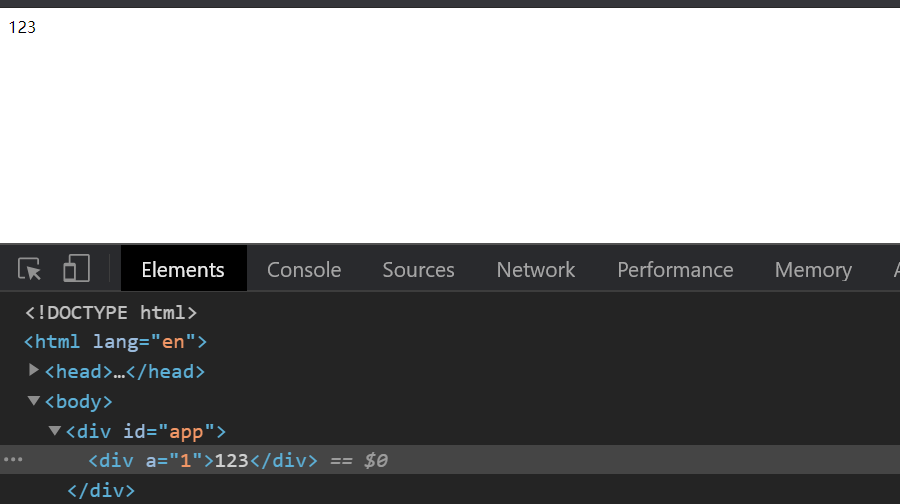 123
Elements Console Sources Network Performance Memory
<!DOCTYPE html>
<html lang="en">
<head>…</head>
<body>
<div id="app">
<div a="1">123</div> == $0
</div>